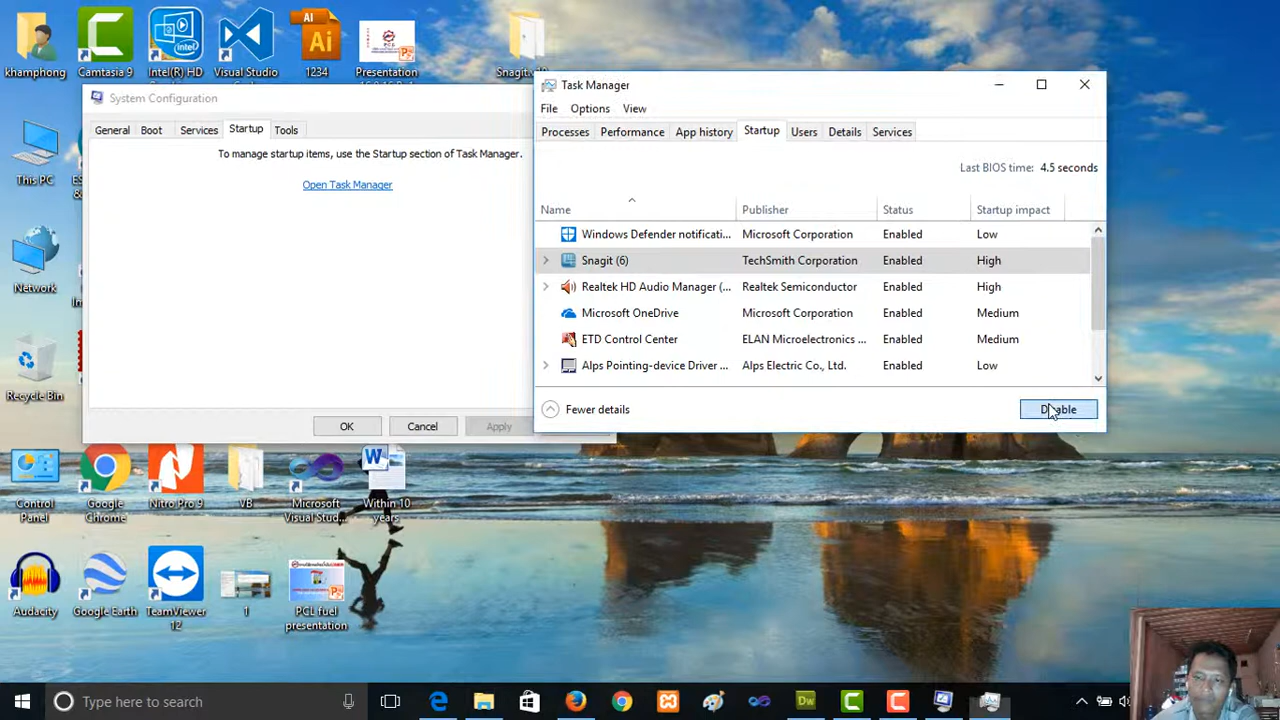 khamphong
Camtasia 9
Intel(R) HD
Visual Studio
Ai
Ai
1234
Presentation
Snagit
This PC
Network
Recycle Bin
System Configuration
General
Boot
Services
Startup
Tools
To manage startup items, use the Startup section of Task Manager.
Open Task Manager
OK
Cancel
Apply
Task Manager
File
Options
View
Processes
Performance
App history
Startup
Users
Details
Services
Last BIOS time: 4.5 seconds
Name
Publisher
Status
Startup impact
Windows Defender notificati...
Microsoft Corporation
Enabled
Low
Snagit (6)
TechSmith Corporation
Enabled
High
Realtek HD Audio Manager (...
Realtek Semiconductor
Enabled
High
Microsoft OneDrive
Microsoft Corporation
Enabled
Medium
ETD Control Center
ELAN Microelectronics ...
Enabled
Medium
Alps Pointing-device Driver ...
Alps Electric Co., Ltd.
Enabled
Low
Fewer details
Disable
Control
Panel
Google
Chrome
Nitro Pro 9
VB
Microsoft
Visual Stud...
Within 10
years
Audacity
Google Earth
TeamViewer
12
1
PCL fuel
presentation
Type here to search
Dw